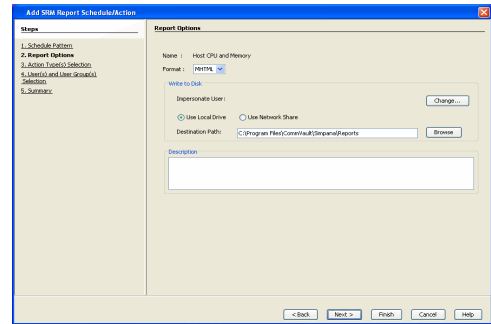 Add SRM Report Schedule/Action
Steps
1. Schedule Pattern
2. Report Options
3. Action Type(s) Selection
4. User(s) and User Group(s)
Selection
5. Summary
Report Options
Name : Host CPU and Memory
Format : MHTML
Write to Disk
Impersonate User:
Change...
Use Local Drive Use Network Share
Destination Path: C:\Program Files\CommVault\Simpana\Reports Browse
Description
< Back Next > Finish Cancel Help